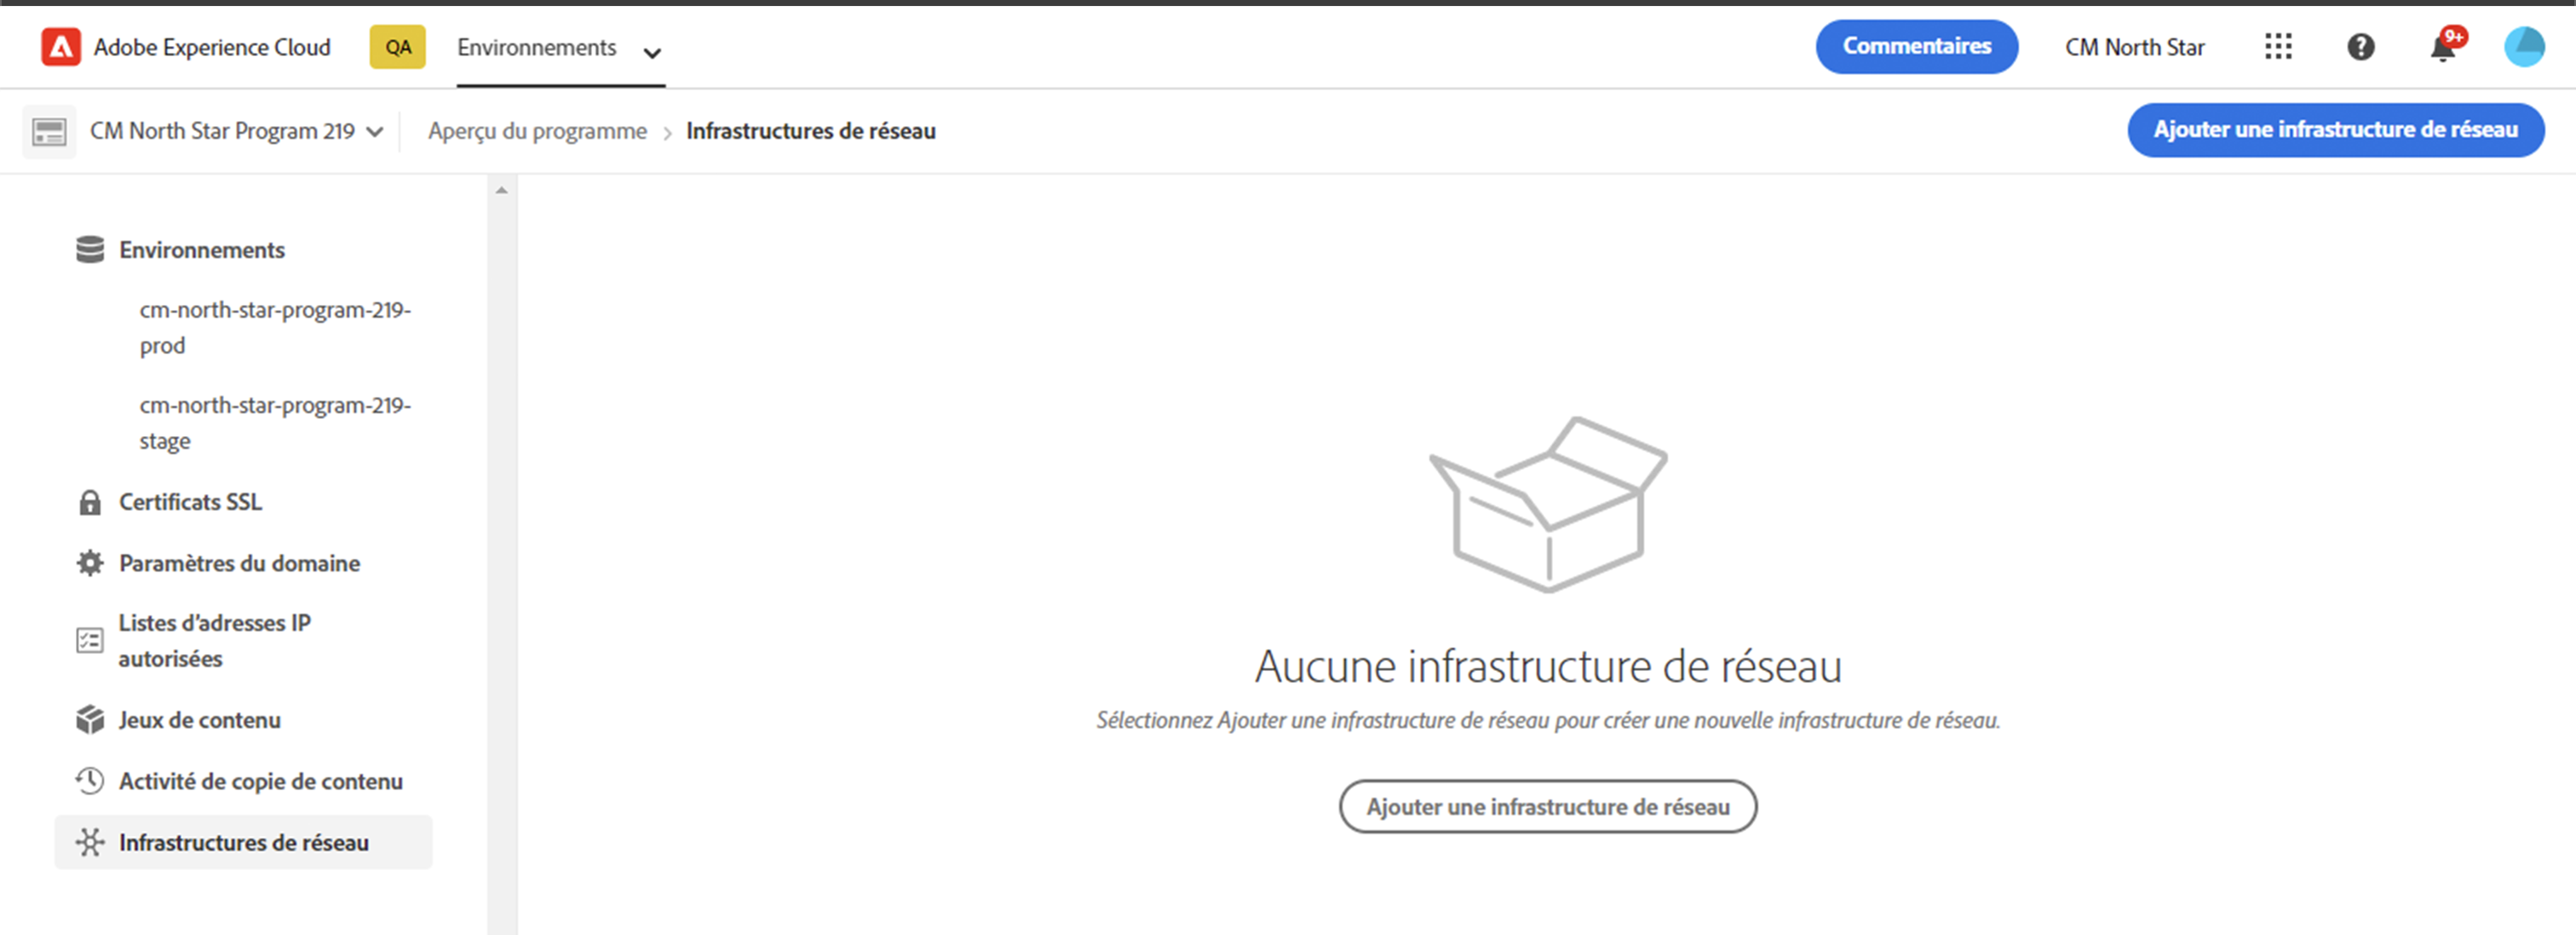 Adobe Experience Cloud QA Environnements Commentaires CM North Star 9+
CM North Star Program 219 Aperçu du programme Infrastructures de réseau Ajouter une infrastructure de réseau
Environnements
cm-north-star-program-219-
prod
cm-north-star-program-219-
stage
Certificats SSL
Paramètres du domaine
Listes d’adresses IP
autorisées
Jeux de contenu
Activité de copie de contenu
Infrastructures de réseau
Aucune infrastructure de réseau
Sélectionnez Ajouter une infrastructure de réseau pour créer une nouvelle infrastructure de réseau.
Ajouter une infrastructure de réseau